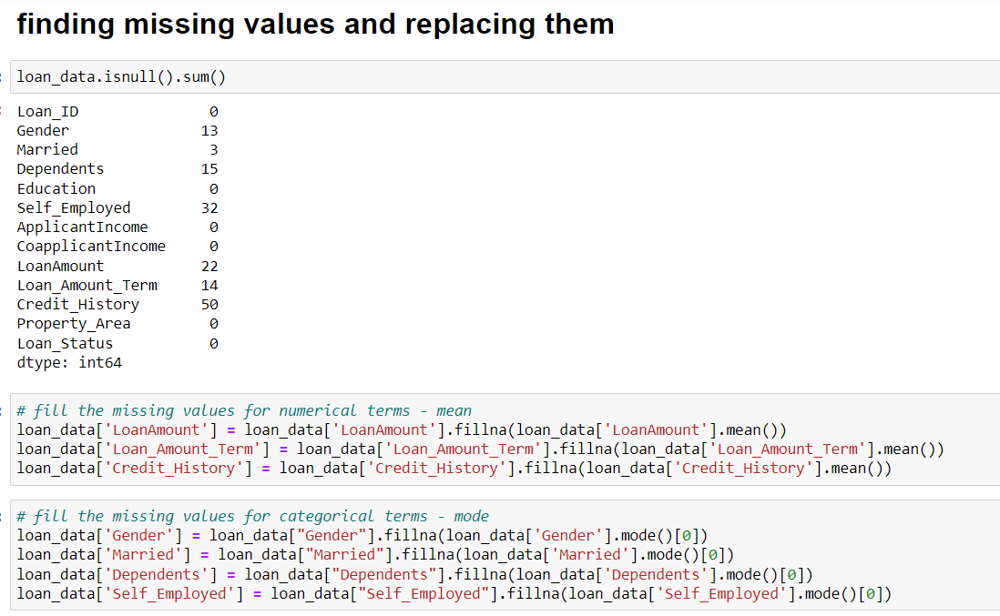 finding missing values and replacing them
loan_data.isnull().sum()
Loan_ID 0
Gender 13
Married 3
Dependents 15
Education 0
Self_Employed 32
ApplicantIncome 0
CoapplicantIncome 0
LoanAmount 22
Loan_Amount_Term 14
Credit_History 50
Property_Area 0
Loan_Status 0
dtype: int64
# fill the missing values for numerical terms - mean
loan_data['LoanAmount'] = loan_data['LoanAmount'].fillna(loan_data['LoanAmount'].mean())
loan_data['Loan_Amount_Term'] = loan_data['Loan_Amount_Term'].fillna(loan_data['Loan_Amount_Term'].mean())
loan_data['Credit_History'] = loan_data['Credit_History'].fillna(loan_data['Credit_History'].mean())
# fill the missing values for categorical terms - mode
loan_data['Gender'] = loan_data["Gender"].fillna(loan_data['Gender'].mode()[0])
loan_data['Married'] = loan_data["Married"].fillna(loan_data['Married'].mode()[0])
loan_data['Dependents'] = loan_data["Dependents"].fillna(loan_data['Dependents'].mode()[0])
loan_data['Self_Employed'] = loan_data["Self_Employed"].fillna(loan_data['Self_Employed'].mode()[0])